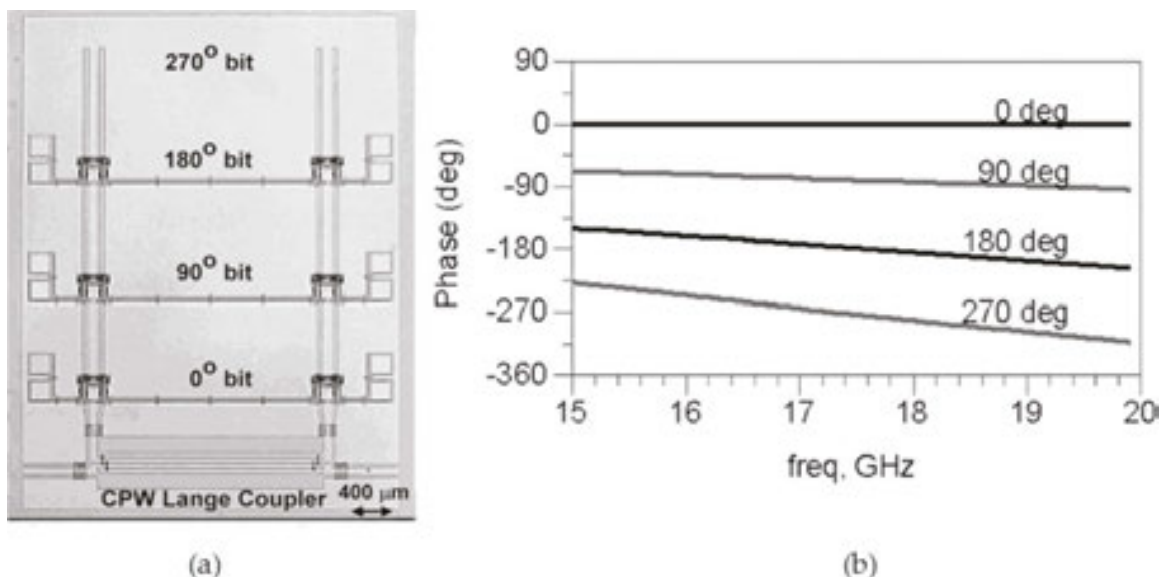 270° bit
180° bit
90° bit
0° bit
CPW Lange Coupler
400 μm
(a)
90
0
-90
-180
-270
-360
Phase (deg)
0 deg
90 deg
180 deg
270 deg
15
16
17
18
19
20
freq, GHz
(b)